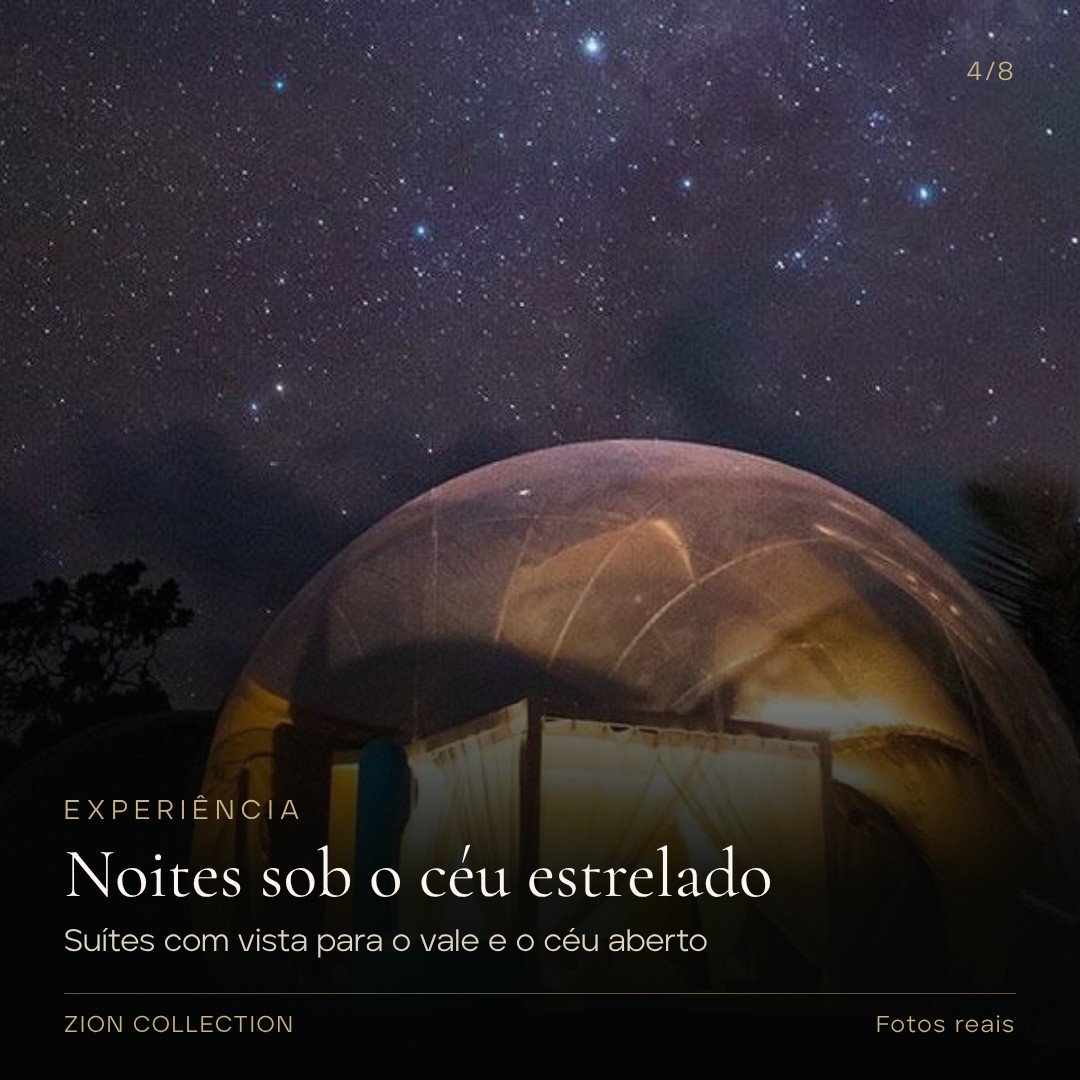 4/8
EXPERIÊNCIA
Noites sob o céu estrelado
Suítes com vista para o vale e o céu aberto
ZION COLLECTION
Fotos reais